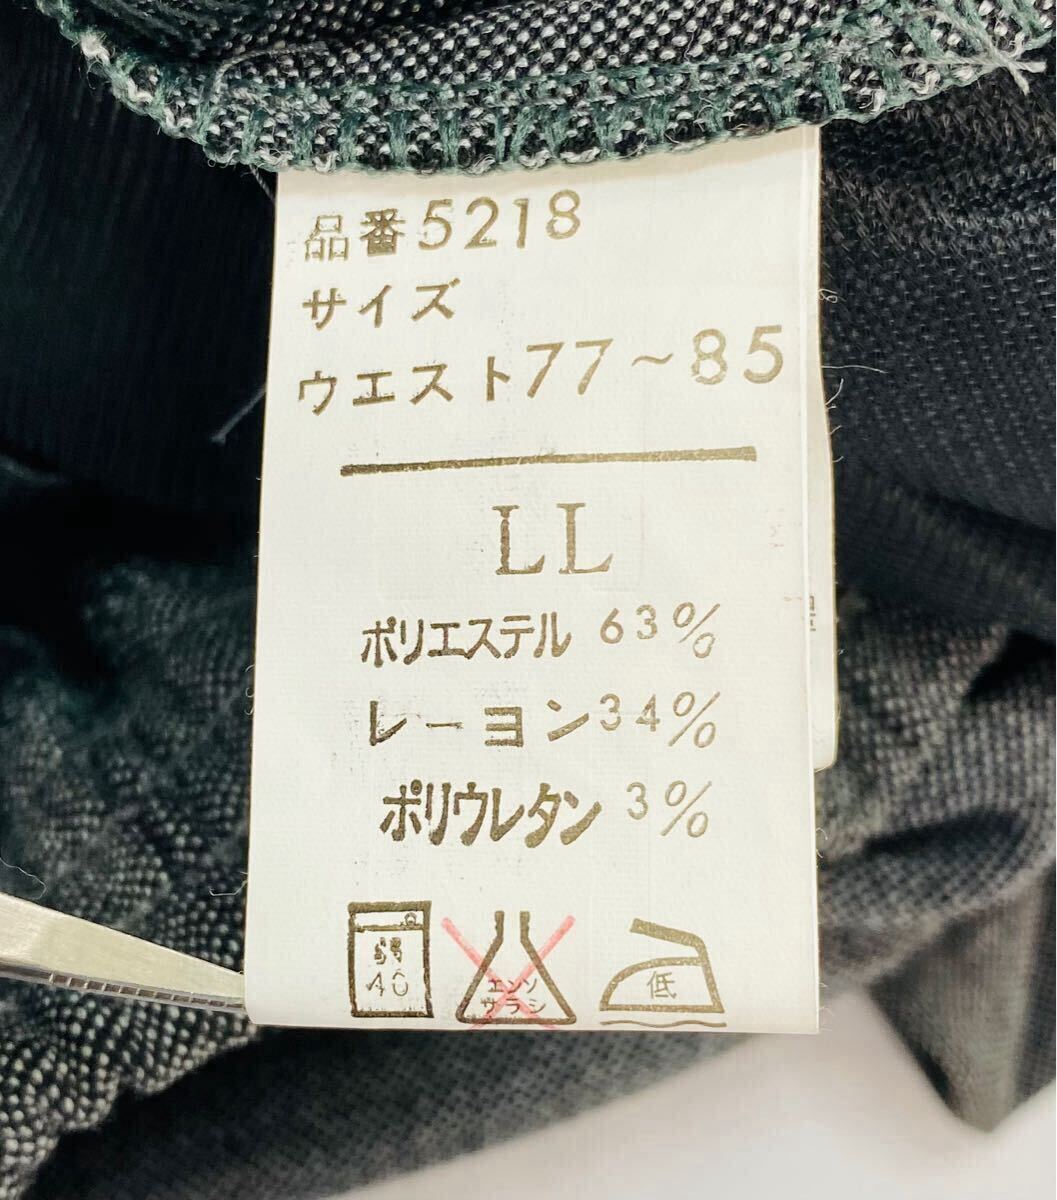 品番5218
サイズ
ウエスト77～85
LL
ポリエステル 63%
レーヨン34%
ポリウレタン 3%
弱
40
エンソ
サラシ
低